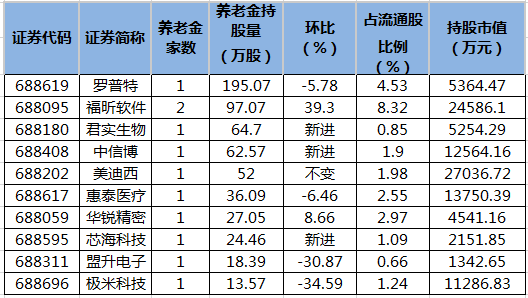 证券代码 证券简称 养老金家数 养老金持股量（万股） 环比（%） 占流通股比例（%） 持股市值（万元）
688619 罗普特 1 195.07 -5.78 4.53 5364.47
688095 福昕软件 2 97.07 39.3 8.32 24586.1
688180 君实生物 1 64.7 新进 0.85 5254.29
688408 中信博 1 62.57 新进 1.9 12564.16
688202 美迪西 1 52 不变 1.98 27036.72
688617 惠泰医疗 1 36.09 -6.46 2.55 13750.39
688059 华锐精密 1 27.05 8.66 2.97 4541.16
688595 芯海科技 1 24.46 新进 1.09 2151.85
688311 盟升电子 1 18.39 -30.87 0.66 1342.65
688696 极米科技 1 13.57 -34.59 1.24 11286.83